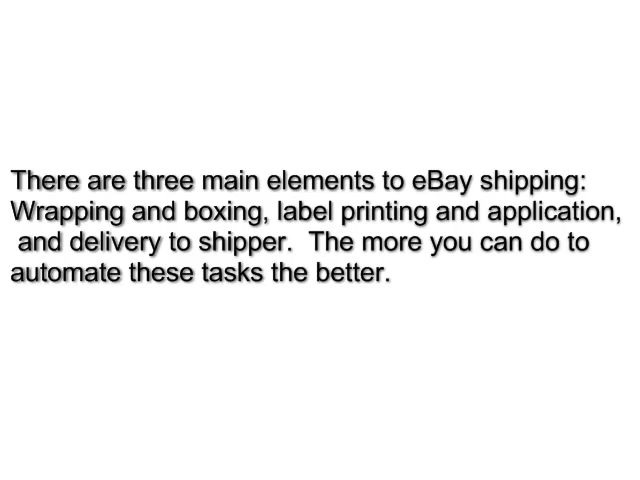 There are three main elements to eBay shipping:
Wrapping and boxing, label printing and application,
and delivery to shipper.  The more you can do to
automate these tasks the better.